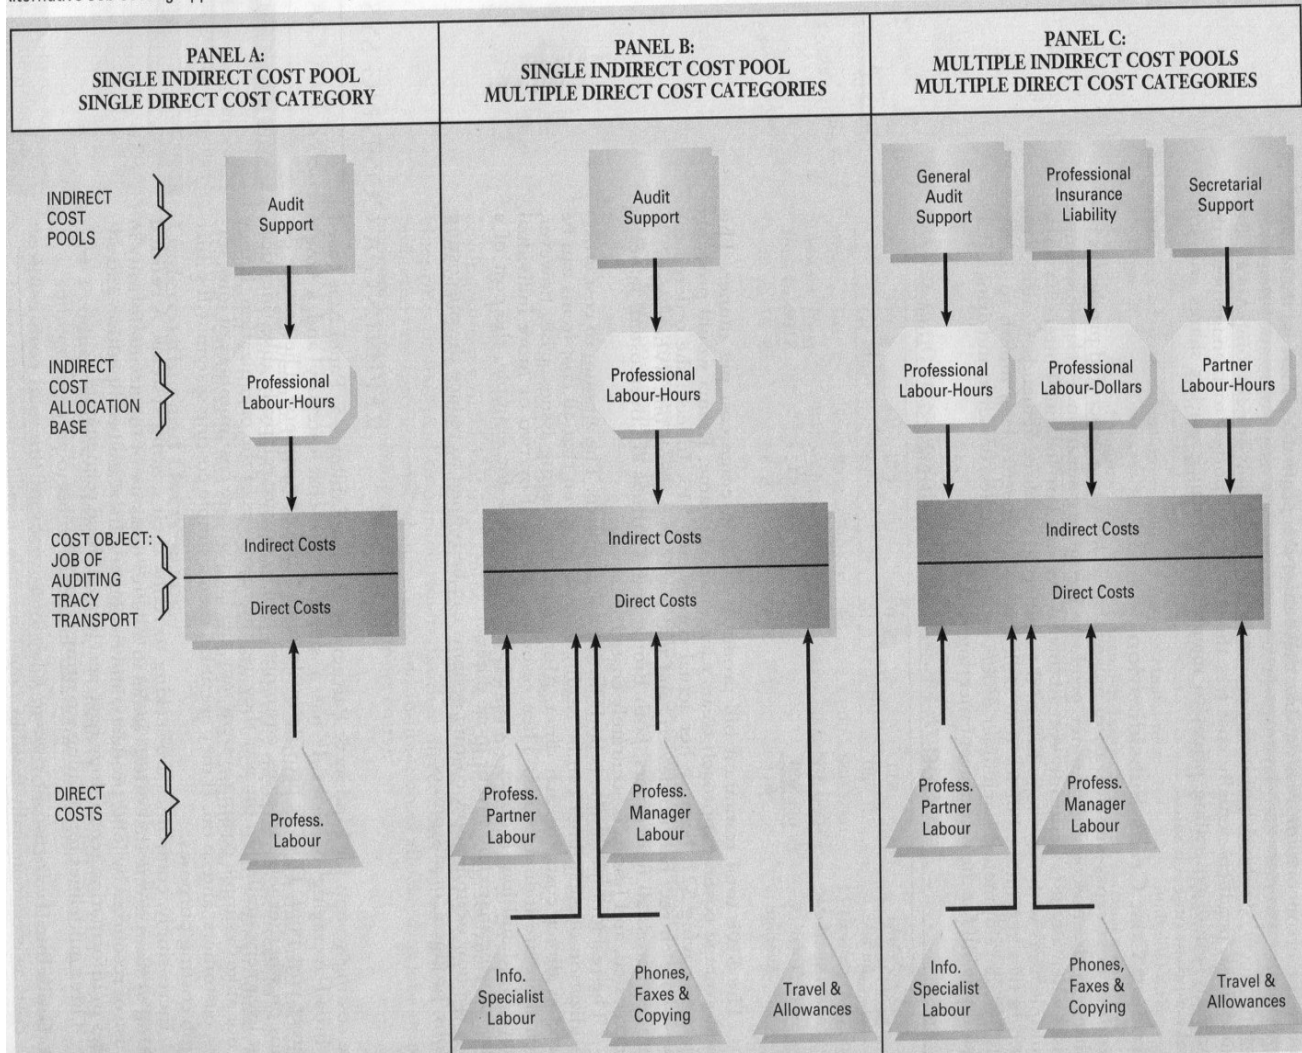 PANEL A:
SINGLE INDIRECT COST POOL
SINGLE DIRECT COST CATEGORY
PANEL B:
SINGLE INDIRECT COST POOL
MULTIPLE DIRECT COST CATEGORIES
PANEL C:
MULTIPLE INDIRECT COST POOLS
MULTIPLE DIRECT COST CATEGORIES
INDIRECT
COST
POOLS
Audit
Support
Audit
Support
General
Audit
Support
Professional
Insurance
Liability
Secretarial
Support
INDIRECT
COST
ALLOCATION
BASE
Professional
Labour-Hours
Professional
Labour-Hours
Professional
Labour-Hours
Professional
Labour-Dollars
Partner
Labour-Hours
COST OBJECT:
JOB OF
AUDITING
TRACY
TRANSPORT
Indirect Costs
Direct Costs
Indirect Costs
Direct Costs
Indirect Costs
Direct Costs
DIRECT
COSTS
Profess.
Labour
Profess.
Partner
Labour
Profess.
Manager
Labour
Info.
Specialist
Labour
Phones,
Faxes &
Copying
Travel &
Allowances
Profess.
Partner
Labour
Profess.
Manager
Labour
Info.
Specialist
Labour
Phones,
Faxes &
Copying
Travel &
Allowances